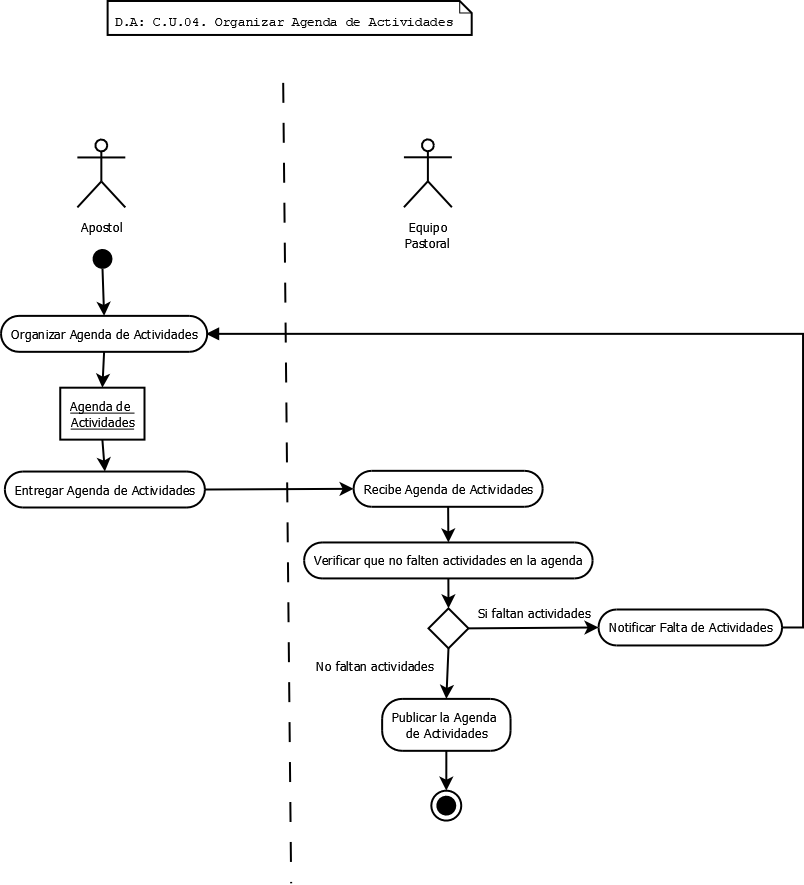 D.A: C.U.04. Organizar Agenda de Actividades
Apostol
Equipo
Pastoral
Organizar Agenda de Actividades
Agenda de
Actividades
Entregar Agenda de Actividades
Recibe Agenda de Actividades
Verificar que no falten actividades en la agenda
Si faltan actividades
Notificar Falta de Actividades
No faltan actividades
Publicar la Agenda
de Actividades